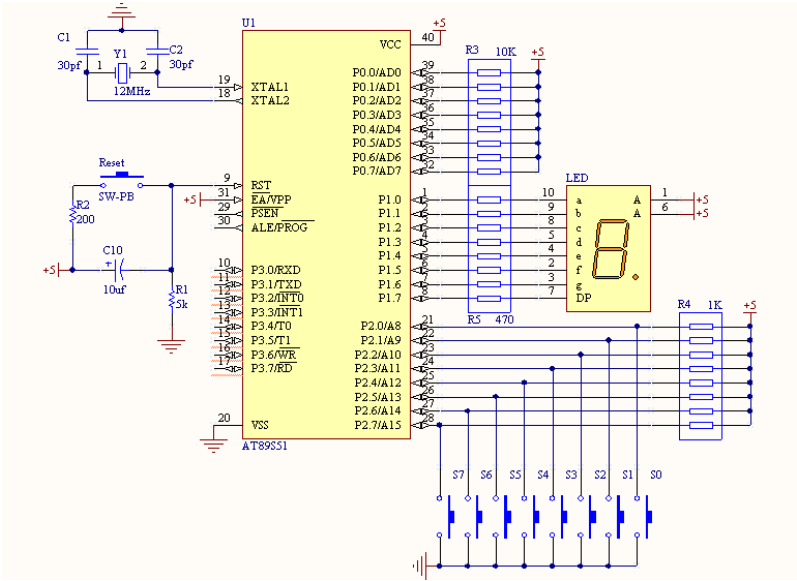 U1
+5
C1
C2
VCC
40
30pf
Y1
30pf
1
2
12MHz
R3
10K
+5
19
XTAL1
18
XTAL2
P0.0/AD0
39
P0.1/AD1
38
P0.2/AD2
37
P0.3/AD3
36
P0.4/AD4
35
P0.5/AD5
34
P0.6/AD6
33
P0.7/AD7
32
Reset
SW-PB
R2
200
+5
C10
+
10uf
R1
5k
9
RST
+5
31
EA/VPP
29
PSEN
30
ALE/PROG
P1.0
1
P1.1
2
P1.2
3
P1.3
4
P1.4
5
P1.5
6
P1.6
7
P1.7
8
R5
470
LED
10
a
9
b
8
c
5
d
4
e
2
f
3
g
7
DP
A
1
+5
A
6
+5
10
P3.0/RXD
11
P3.1/TXD
12
P3.2/INT0
13
P3.3/INT1
14
P3.4/T0
15
P3.5/T1
16
P3.6/WR
17
P3.7/RD
R4
1K
+5
P2.0/A8
21
P2.1/A9
22
P2.2/A10
23
P2.3/A11
24
P2.4/A12
25
P2.5/A13
26
P2.6/A14
27
P2.7/A15
28
20
VSS
AT89S51
S7
S6
S5
S4
S3
S2
S1
S0